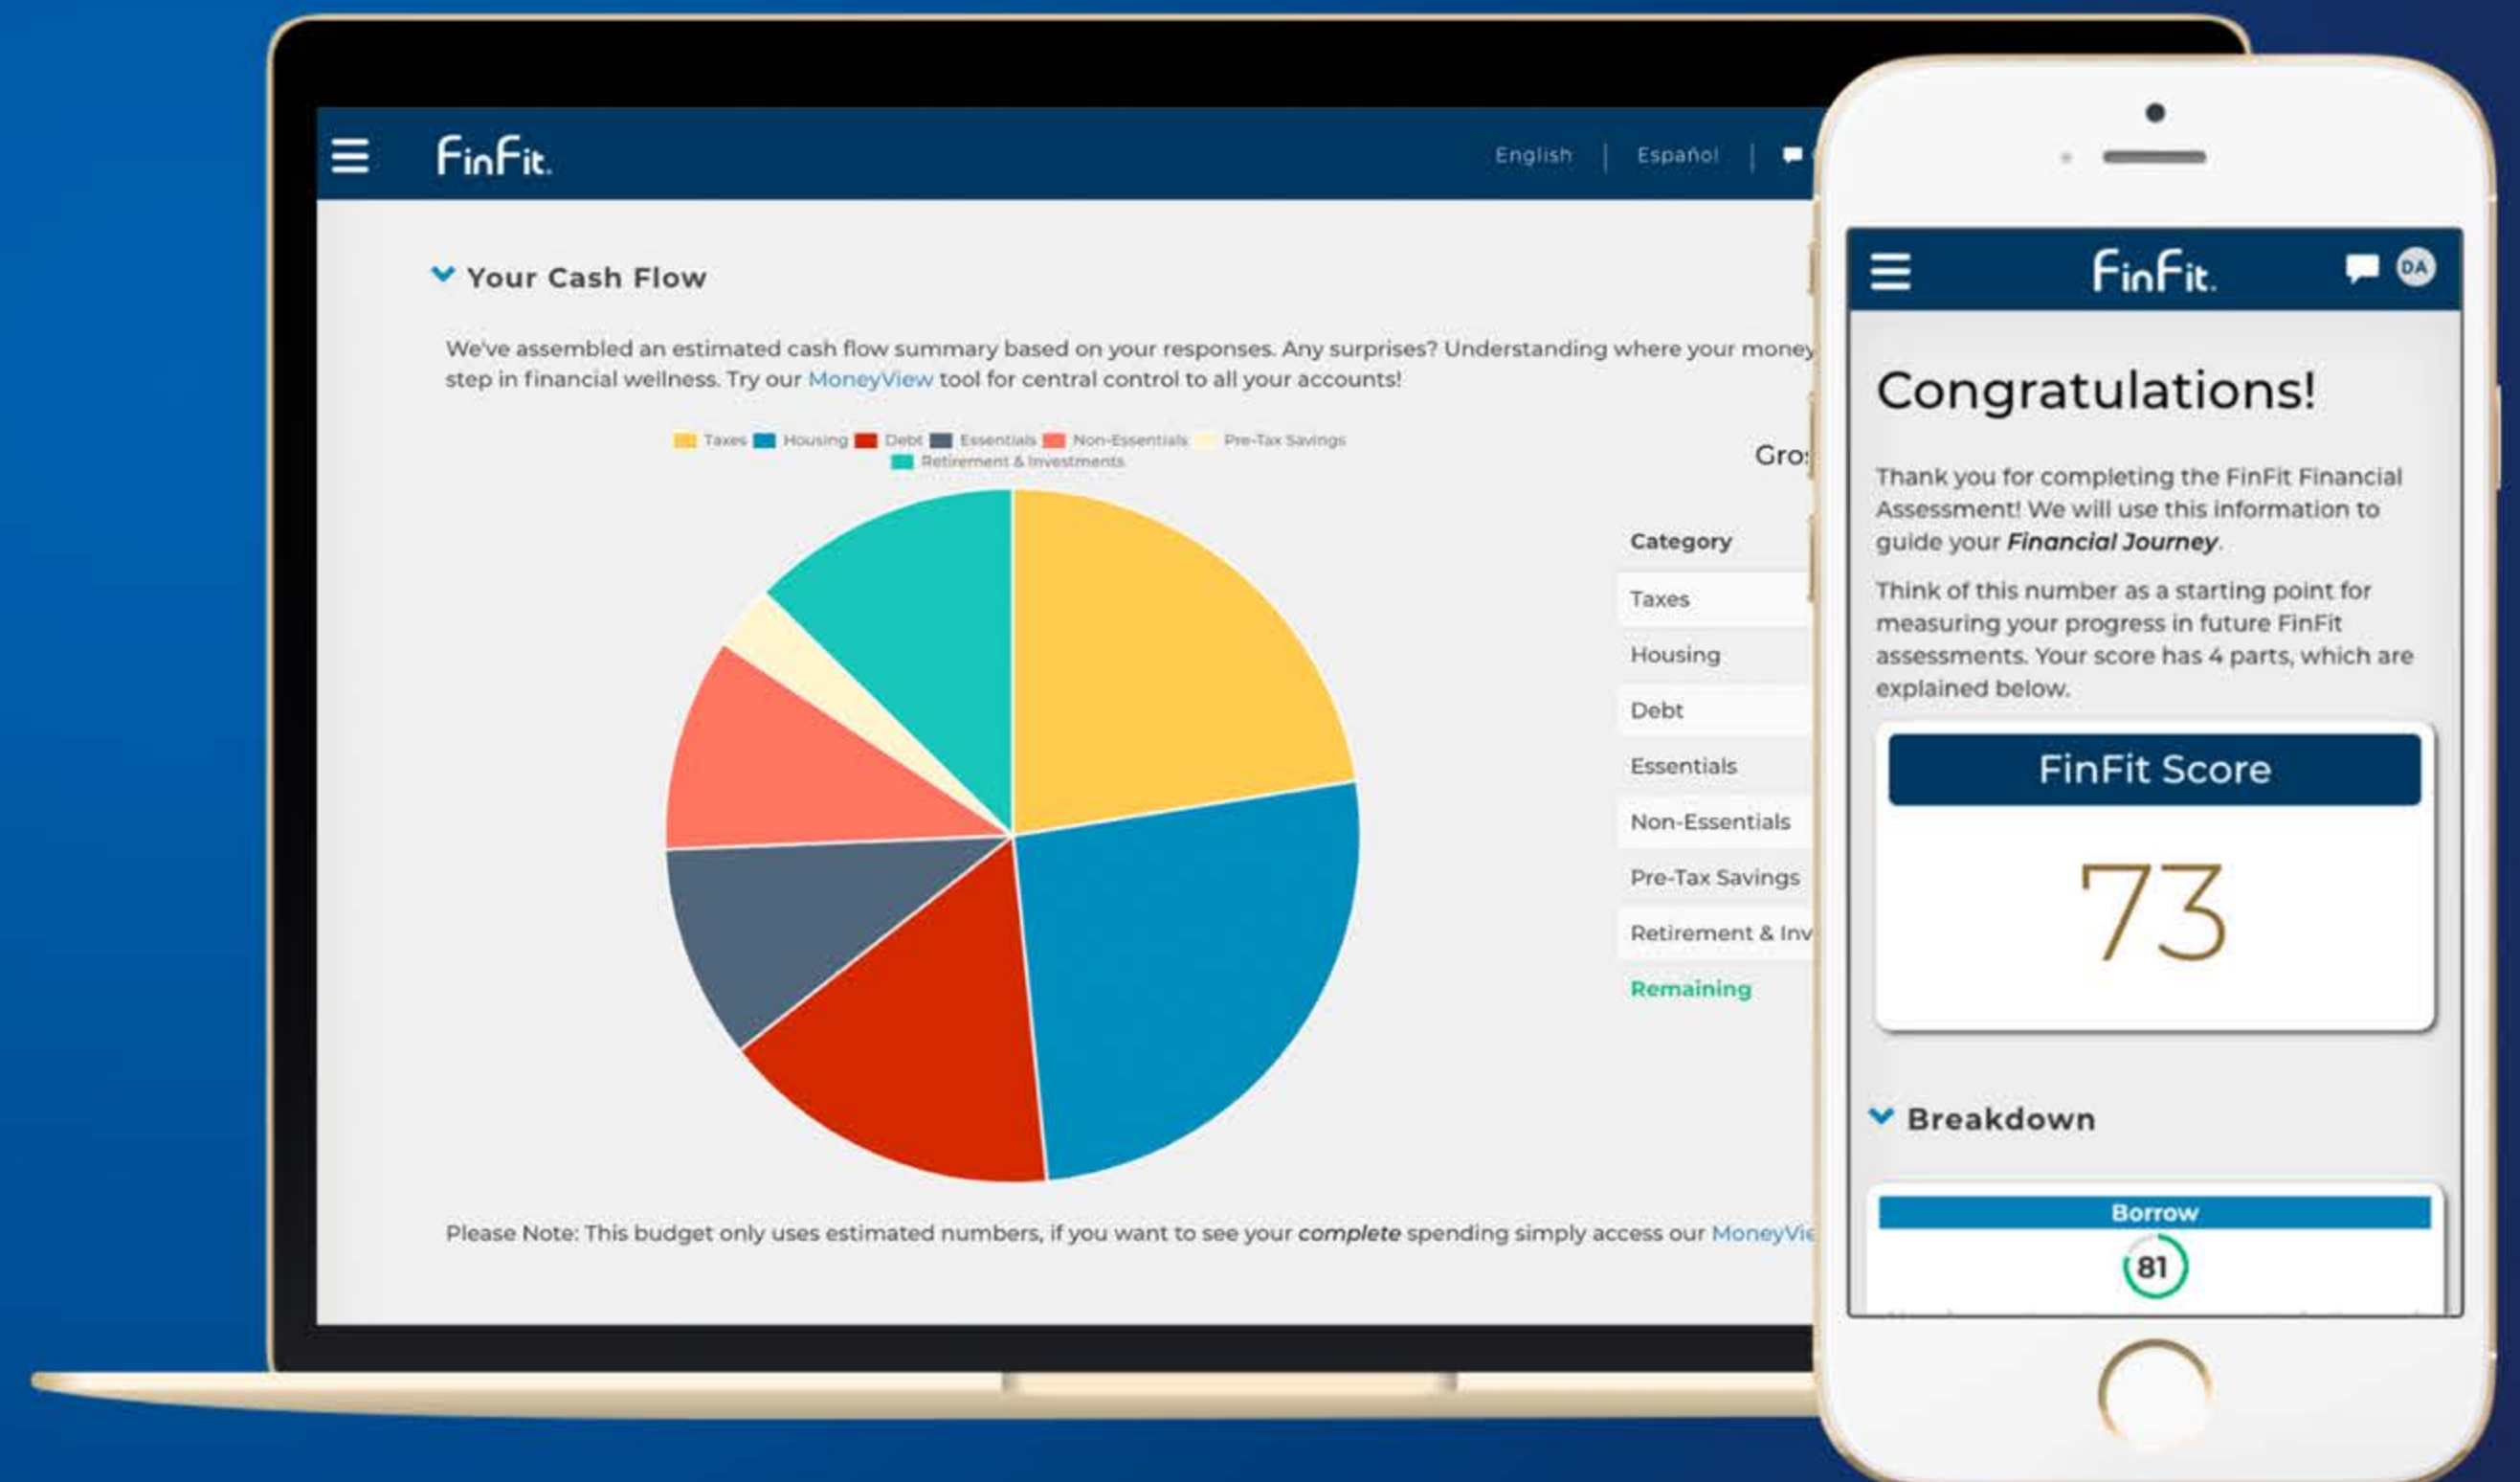 FinFit.
English
Español
Your Cash Flow
We've assembled an estimated cash flow summary based on your responses. Any surprises? Understanding where your money
step in financial wellness. Try our MoneyView tool for central control to all your accounts!
Taxes Housing Debt Essentials Non-Essentials Pre-Tax Savings
Retirement & Investments
Category
Taxes
Housing
Debt
Essentials
Non-Essentials
Pre-Tax Savings
Retirement &
Remaining
Please Note: This budget only uses estimated numbers, if you want to see your complete spending simply access our
FinFit.
DA
Congratulations!
Thank you for completing the FinFit Financial
Assessment! We will use this information to
guide your Financial Journey.
Think of this number as a starting point for
measuring your progress in future FinFit
assessments. Your score has 4 parts, which are
explained below.
FinFit Score
73
Breakdown
Borrow
81